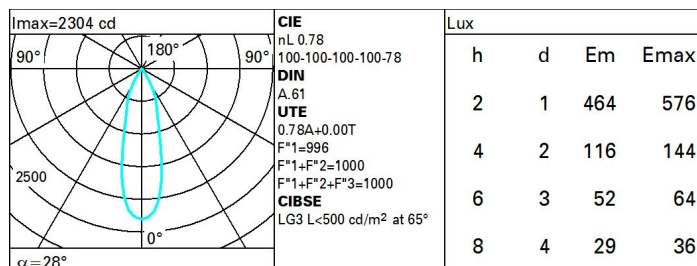 Imax=2304 cd
90°
180°
90°
2500
0°
α=28°
CIE
nL 0.78
100-100-100-100-78
DIN
A.61
UTE
0.78A+0.00T
F"1=996
F"1+F"2=1000
F"1+F"2+F"3=1000
CIBSE
LG3 L<500 cd/m² at 65°
Lux
h d Em Emax
2 1 464 576
4 2 116 144
6 3 52 64
8 4 29 36